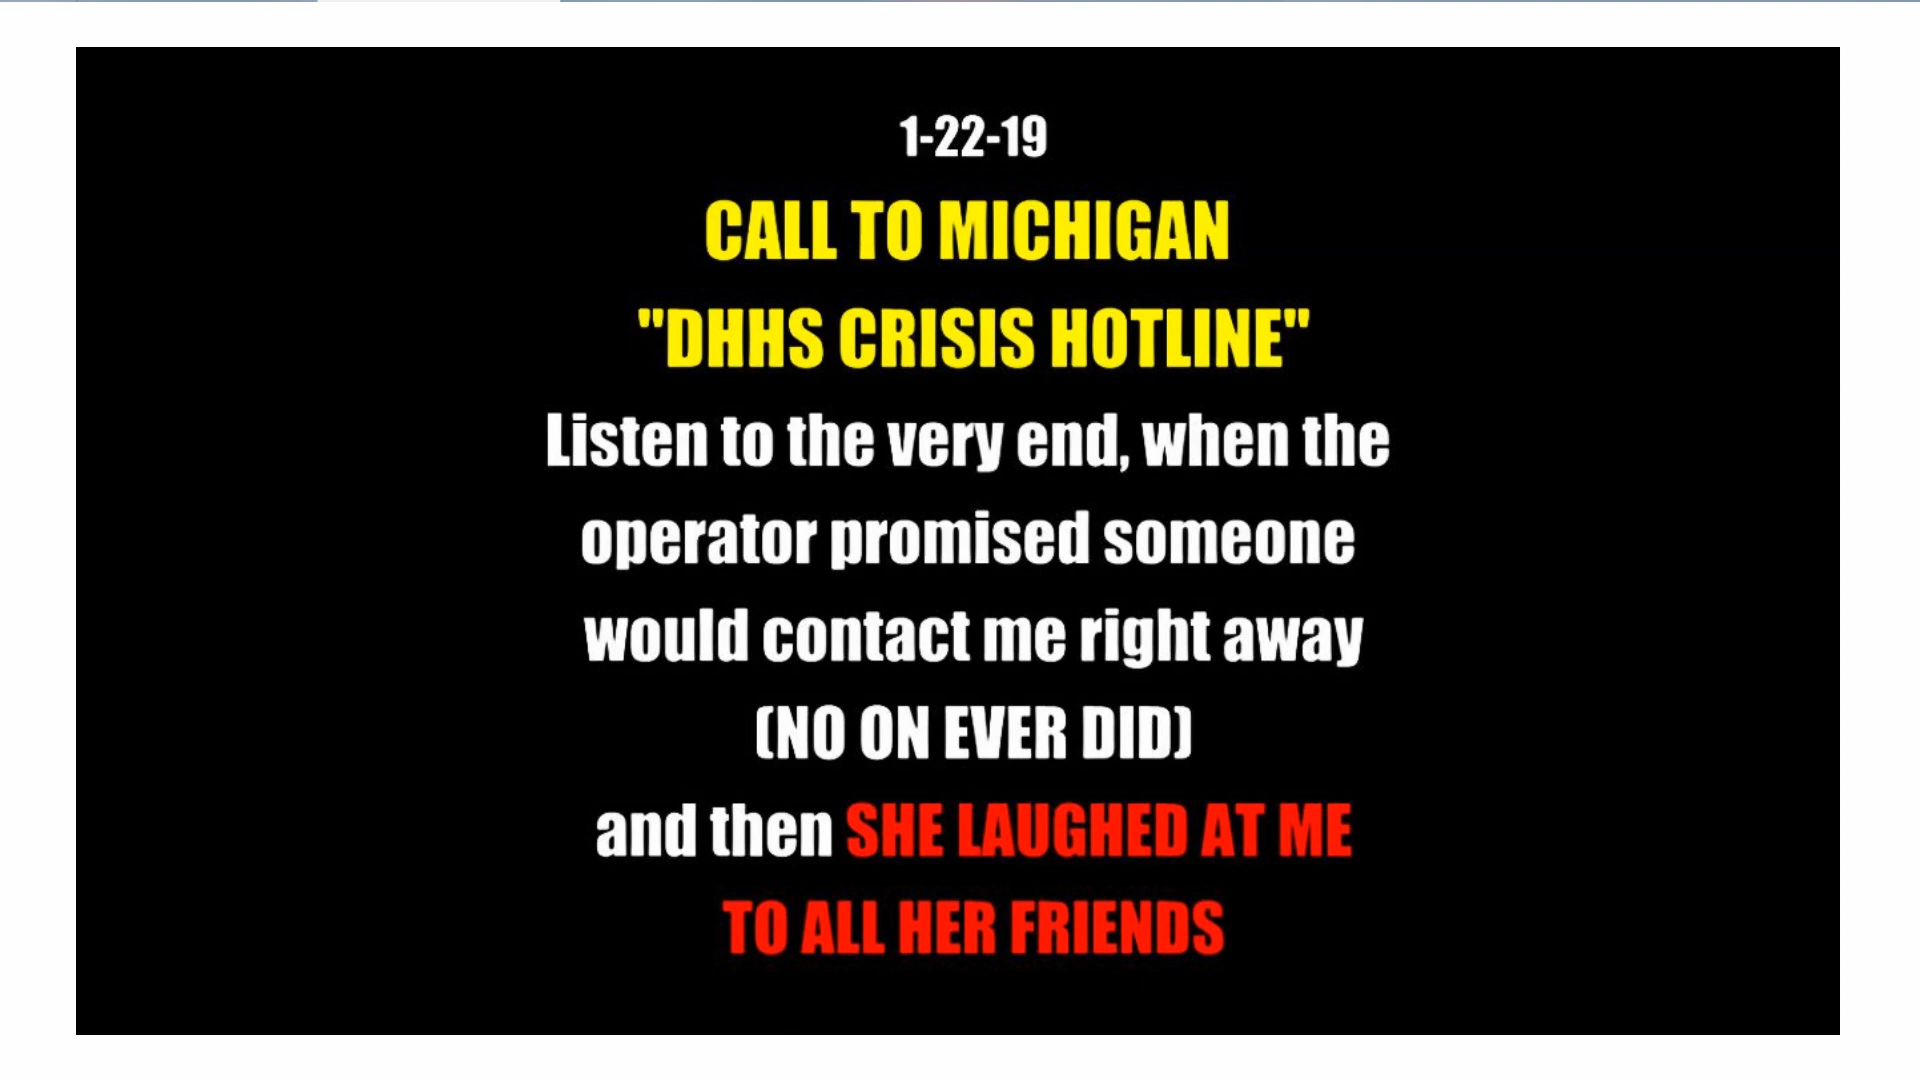 1-22-19
CALL TO MICHIGAN
"DHHS CRISIS HOTLINE"
Listen to the very end, when the
operator promised someone
would contact me right away
(NO ON EVER DID)
and then SHE LAUGHED AT ME
TO ALL HER FRIENDS